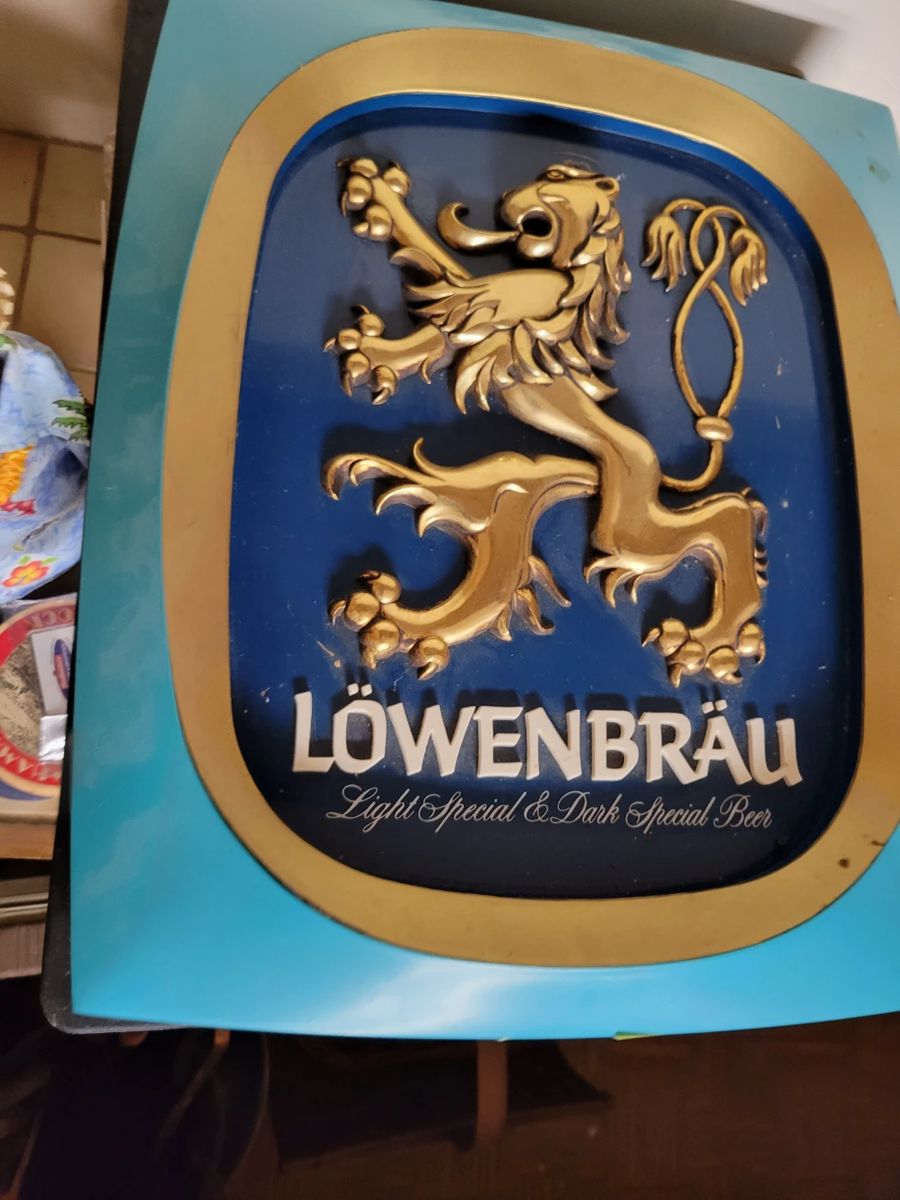 LÖWENBRÄU
Light Special & Dark Special Beer